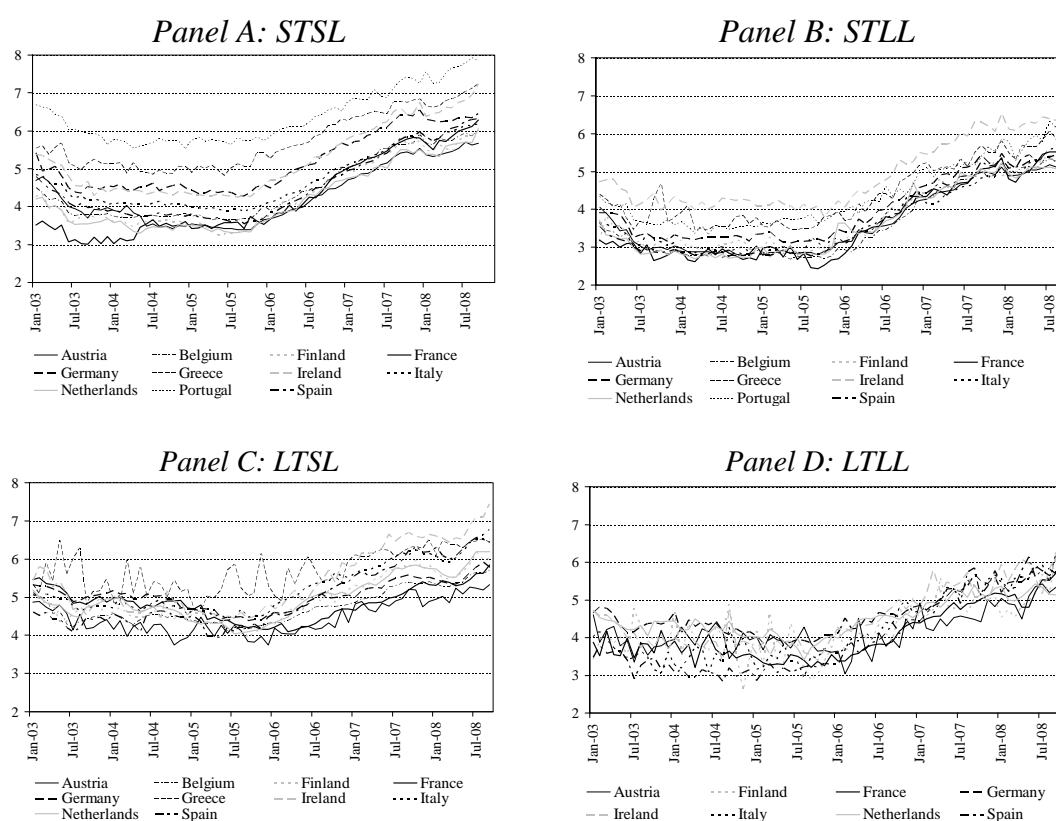 Panel A: STSL
8
7
6
5
4
3
2
Jan-03
Jul-03
Jan-04
Jul-04
Jan-05
Jul-05
Jan-06
Jul-06
Jan-07
Jul-07
Jan-08
Jul-08
Austria Belgium Finland France
Germany Greece Ireland Italy
Netherlands Portugal Spain
Panel B: STLL
8
7
6
5
4
3
2
Jan-03
Jul-03
Jan-04
Jul-04
Jan-05
Jul-05
Jan-06
Jul-06
Jan-07
Jul-07
Jan-08
Jul-08
Austria Belgium Finland France
Germany Greece Ireland Italy
Netherlands Portugal Spain
Panel C: LTSL
8
7
6
5
4
3
2
Jan-03
Jul-03
Jan-04
Jul-04
Jan-05
Jul-05
Jan-06
Jul-06
Jan-07
Jul-07
Jan-08
Jul-08
Austria Belgium Finland France
Germany Greece Ireland Italy
Netherlands Spain
Panel D: LTLL
8
7
6
5
4
3
2
Jan-03
Jul-03
Jan-04
Jul-04
Jan-05
Jul-05
Jan-06
Jul-06
Jan-07
Jul-07
Jan-08
Jul-08
Austria Finland France Germany
Ireland Italy Netherlands Spain